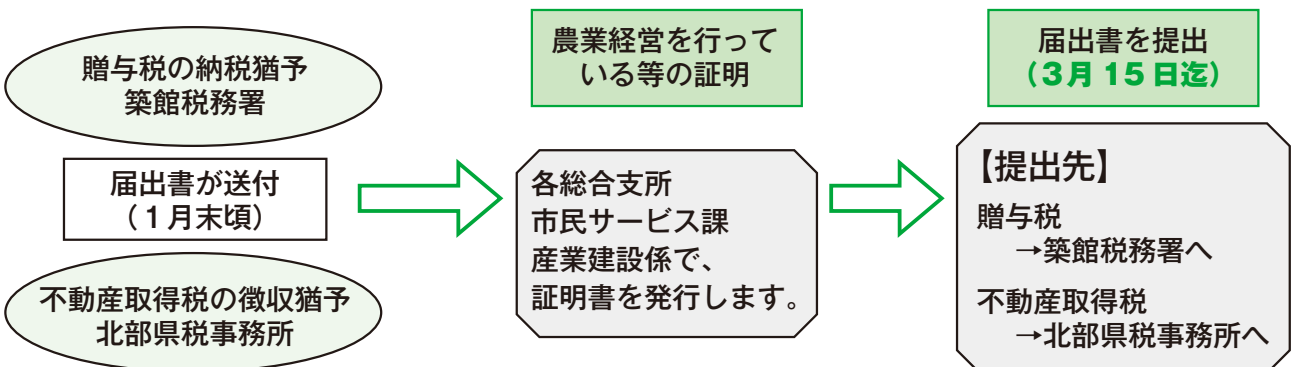 贈与税の納税猶予
築館税務署
届出書が送付
(1月末頃)
不動産取得税の徴収猶予
北部県税事務所
農業経営を行って
いる等の証明
各総合支所
市民サービス課
産業建設係で、
証明書を発行します。
届出書を提出
(3月15日迄)
【提出先】
贈与税
→築館税務署へ
不動産取得税
→北部県税事務所へ